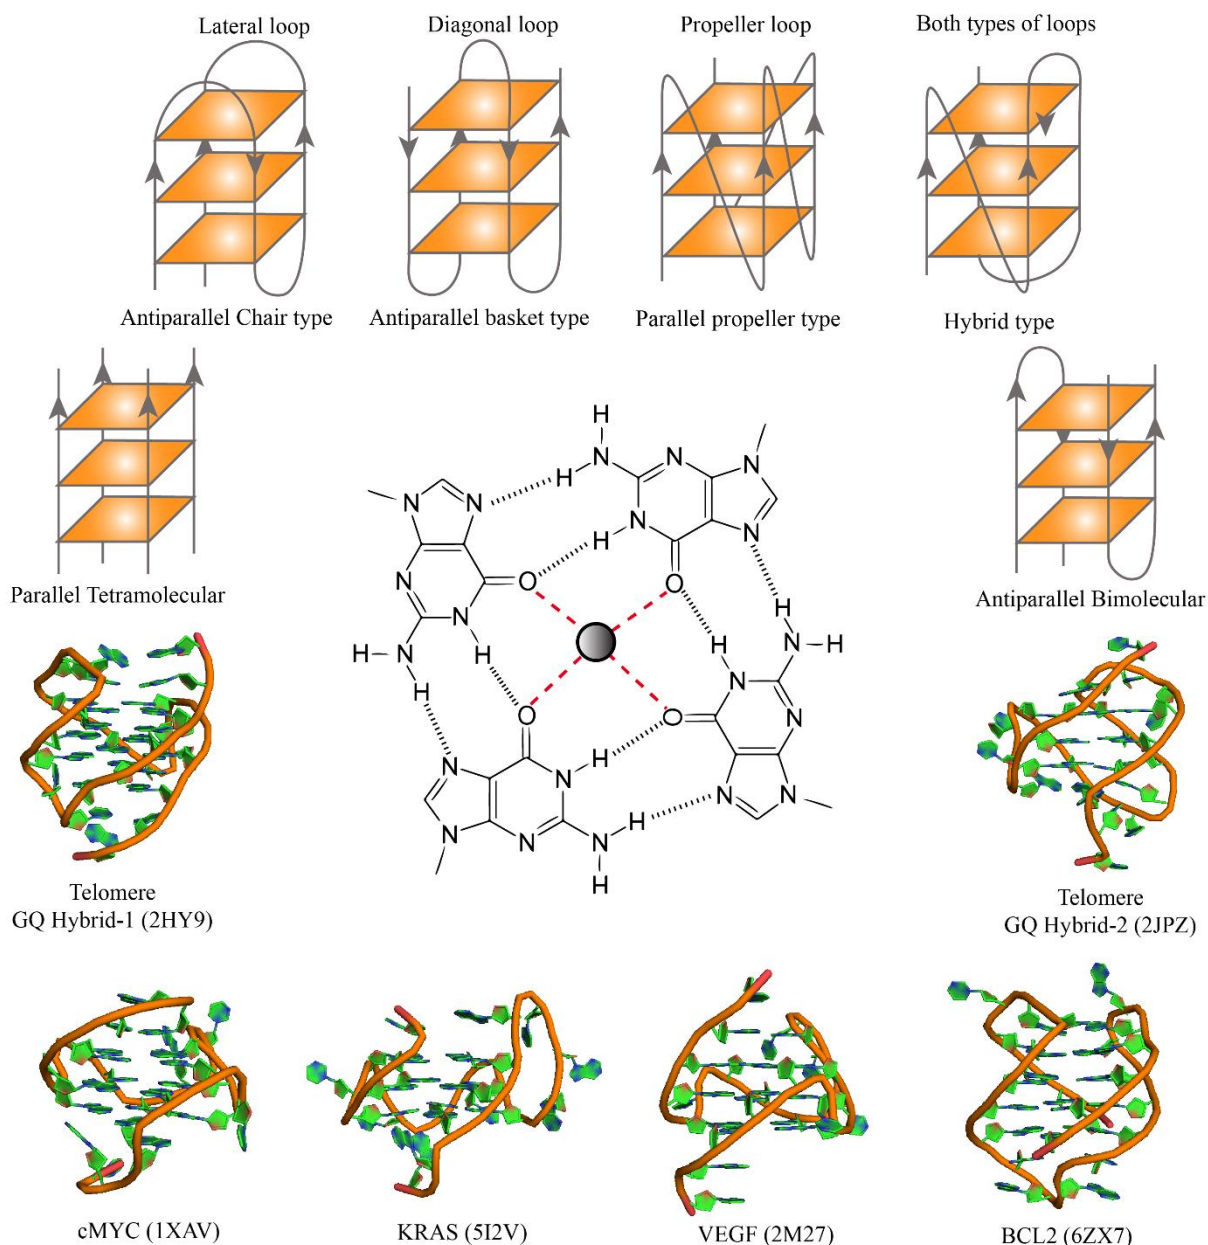 Lateral loop
Diagonal loop
Propeller loop
Both types of loops
Antiparallel Chair type
Antiparallel basket type
Parallel propeller type
Hybrid type
Parallel Tetramolecular
Antiparallel Bimolecular
H
H
N
N
N
H
N
N
H
N
N
O
O
N
N
H
H
N
H
H
N
H
H
N
H
O
O
N
N
H
N
N
N
H
N
N
N
H
N
H
Telomere
GQ Hybrid-1 (2HY9)
Telomere
GQ Hybrid-2 (2JPZ)
cMYC (1XAV)
KRAS (5I2V)
VEGF (2M27)
BCL2 (6ZX7)